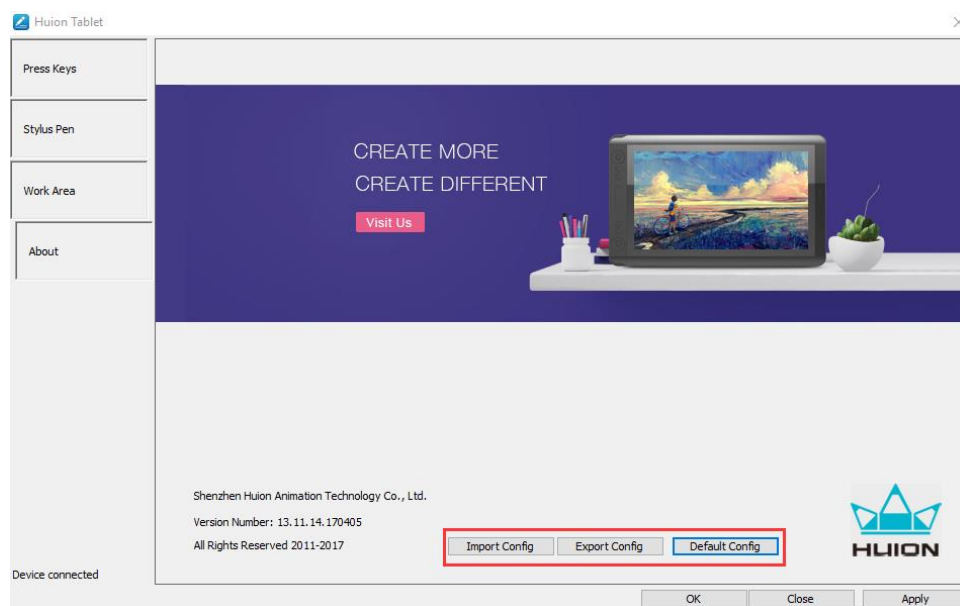 Huion Tablet
Press Keys
Stylus Pen
Work Area
About
CREATE MORE
CREATE DIFFERENT
Visit Us
Shenzhen Huion Animation Technology Co., Ltd.
Version Number: 13.11.14.170405
All Rights Reserved 2011-2017
Import Config Export Config Default Config
HUION
Device connected
OK Close Apply